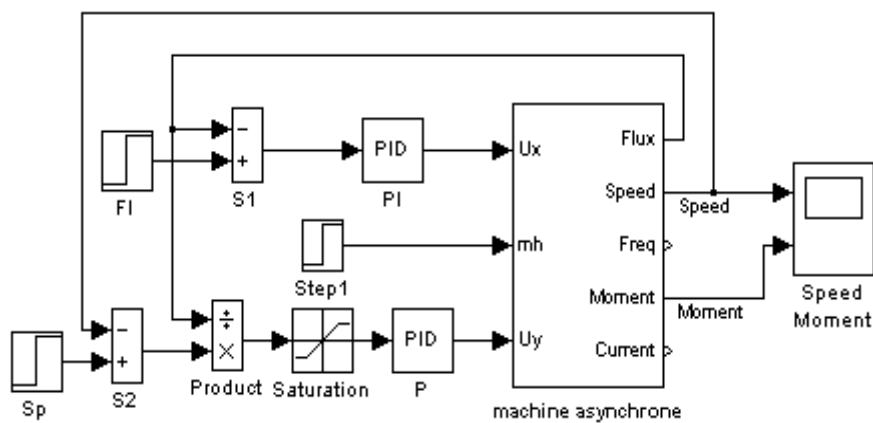 Fl
−
+
S1
PID
PI
Ux
Flux
Speed
Speed
mh
Freq
Step1
Moment
Moment
Speed
Moment
Sp
−
+
S2
÷
×
Product
Saturation
PID
P
Uy
Current
machine asynchrone